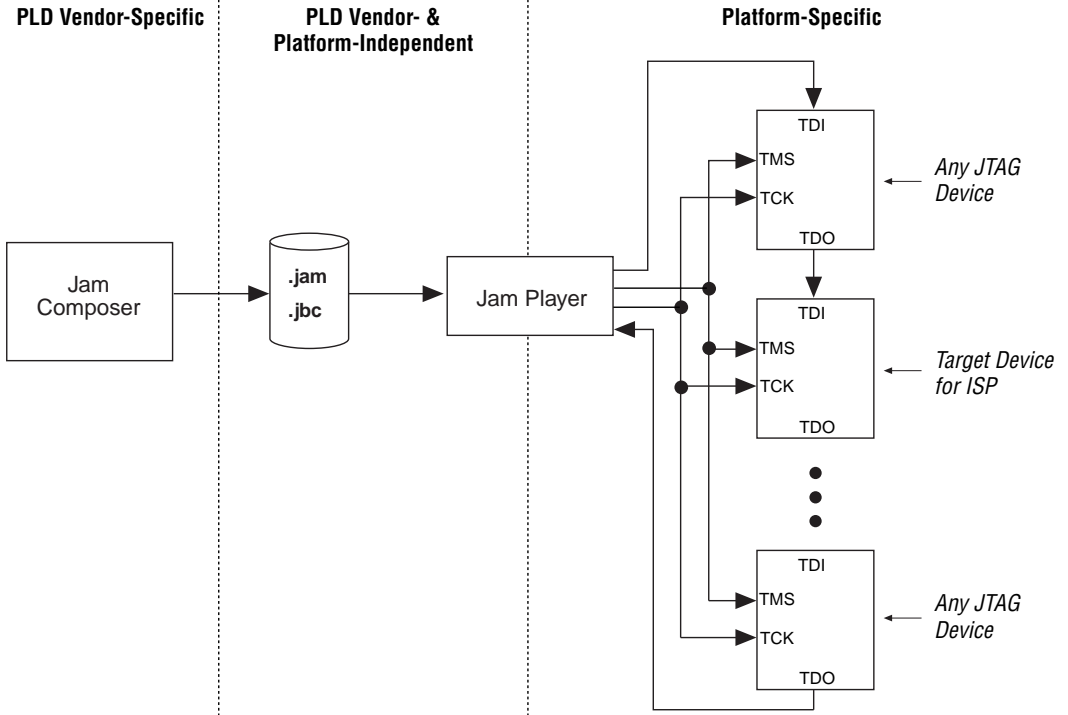 PLD Vendor-Specific
PLD Vendor- &
Platform-Independent
Platform-Specific
Jam
Composer
.jam
.jbc
Jam Player
TDI
TMS
TCK
TDO
Any JTAG
Device
TDI
TMS
TCK
TDO
Target Device
for ISP
TDI
TMS
TCK
TDO
Any JTAG
Device